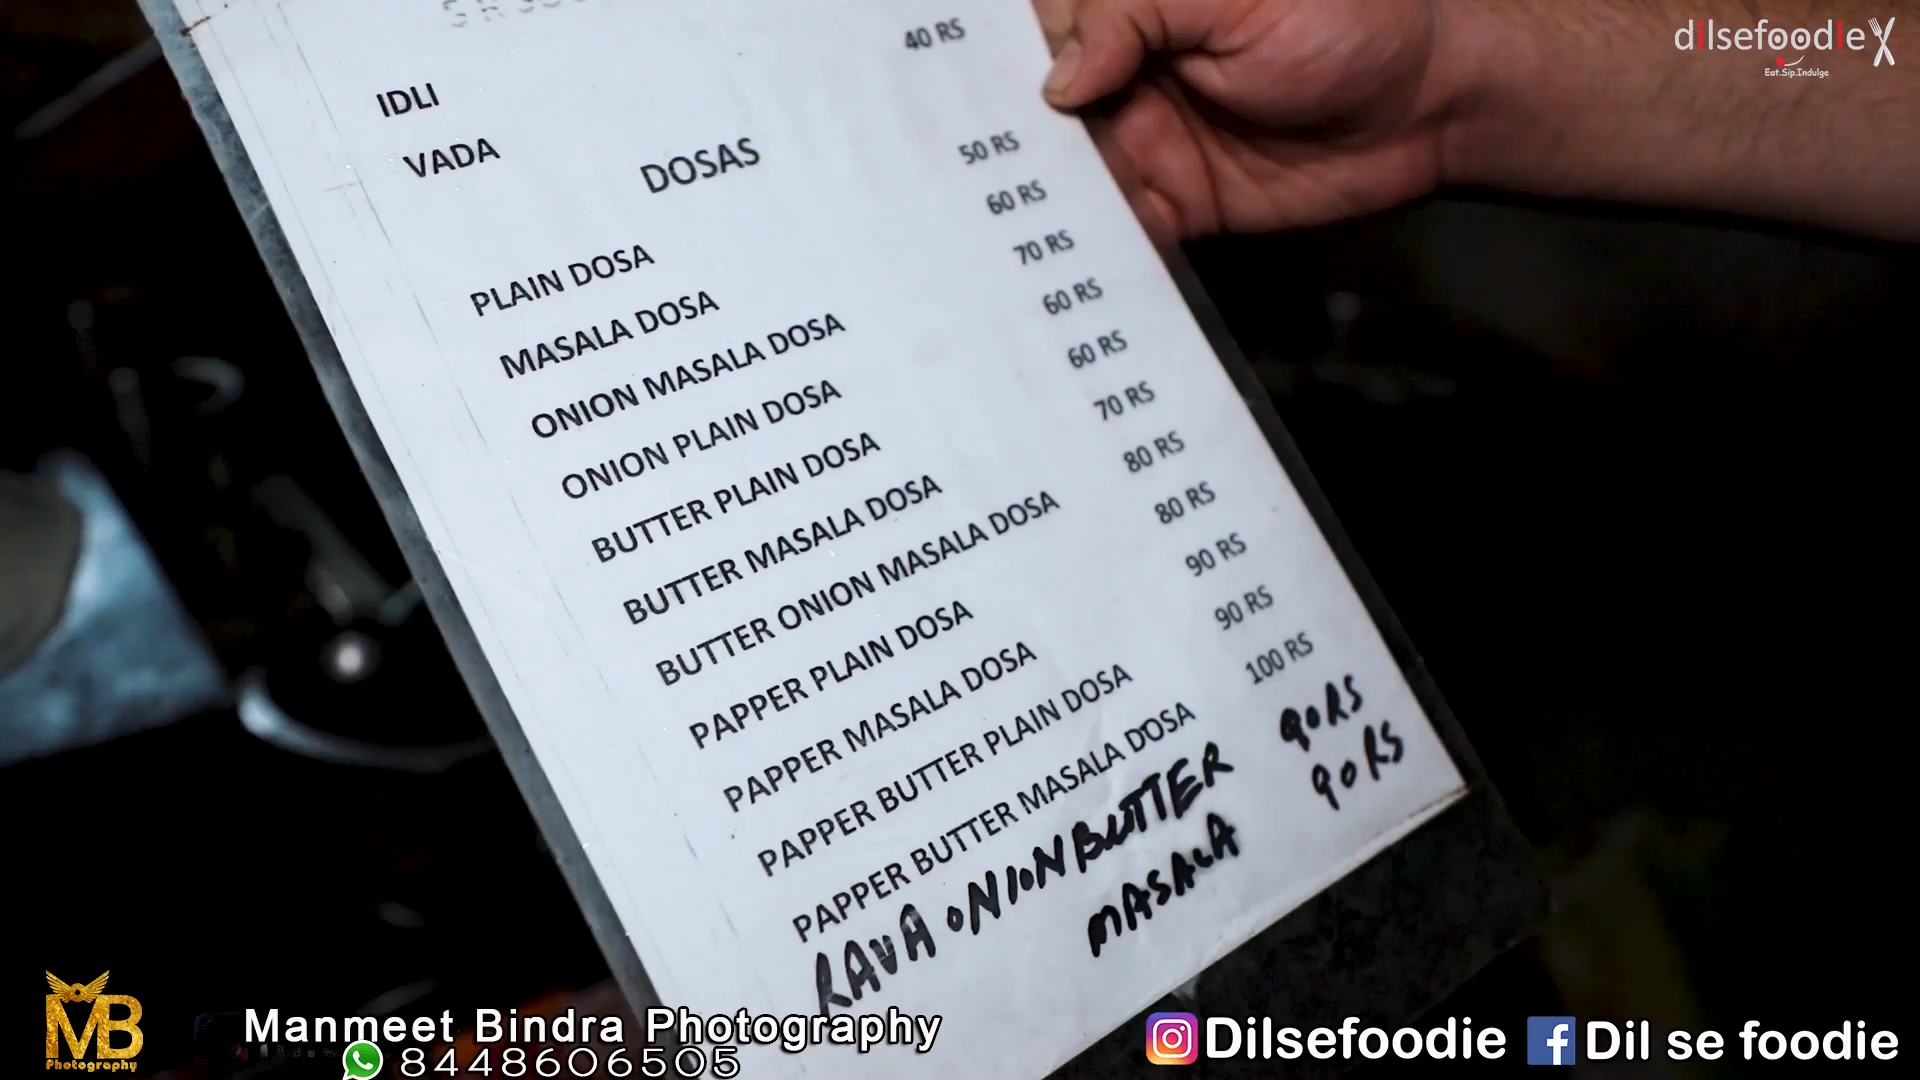 IDLI
VADA 40 RS
DOSAS
PLAIN DOSA 50 RS
MASALA DOSA 60 RS
ONION MASALA DOSA 70 RS
ONION PLAIN DOSA 60 RS
BUTTER PLAIN DOSA 60 RS
BUTTER MASALA DOSA 70 RS
BUTTER ONION MASALA DOSA 80 RS
PAPPER PLAIN DOSA 80 RS
PAPPER MASALA DOSA 90 RS
PAPPER BUTTER PLAIN DOSA 90 RS
PAPPER BUTTER MASALA DOSA 100 RS
RAVA ONION BUTTER 90RS
MASALA 90RS
dilsefoodie
Eat.Sip.Indulge
MB
Photography
Manmeet Bindra Photography
8448606505
Dilsefoodie
Dil se foodie